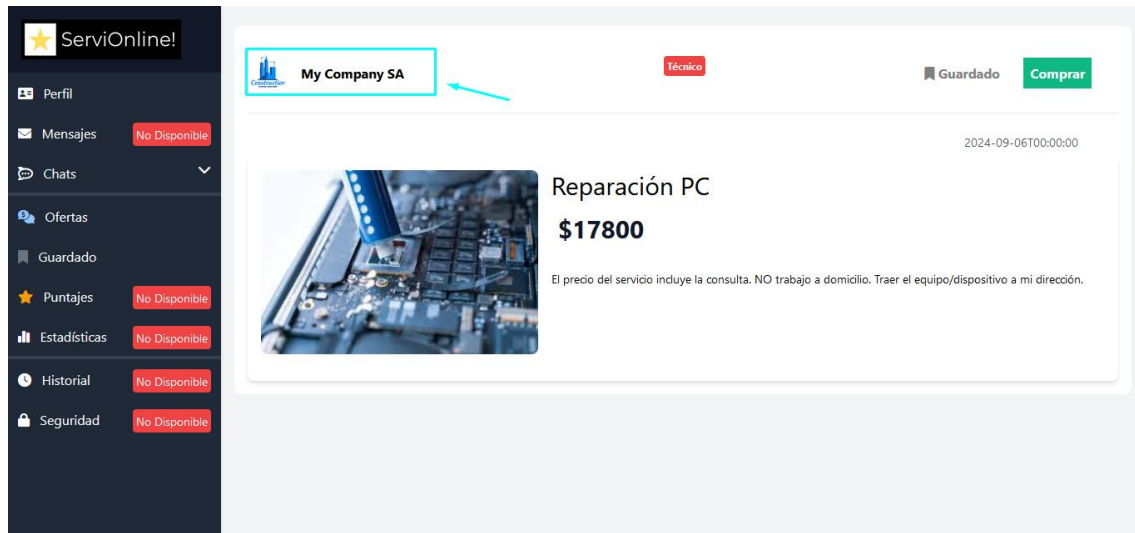 ServiOnline!
Perfil
Mensajes No Disponible
Chats
Ofertas
Guardado
Puntajes No Disponible
Estadísticas No Disponible
Historial No Disponible
Seguridad No Disponible
Construction
My Company SA
Técnico
Guardado
Comprar
2024-09-06T00:00:00
Reparación PC
$17800
El precio del servicio incluye la consulta. NO trabajo a domicilio. Traer el equipo/dispositivo a mi dirección.